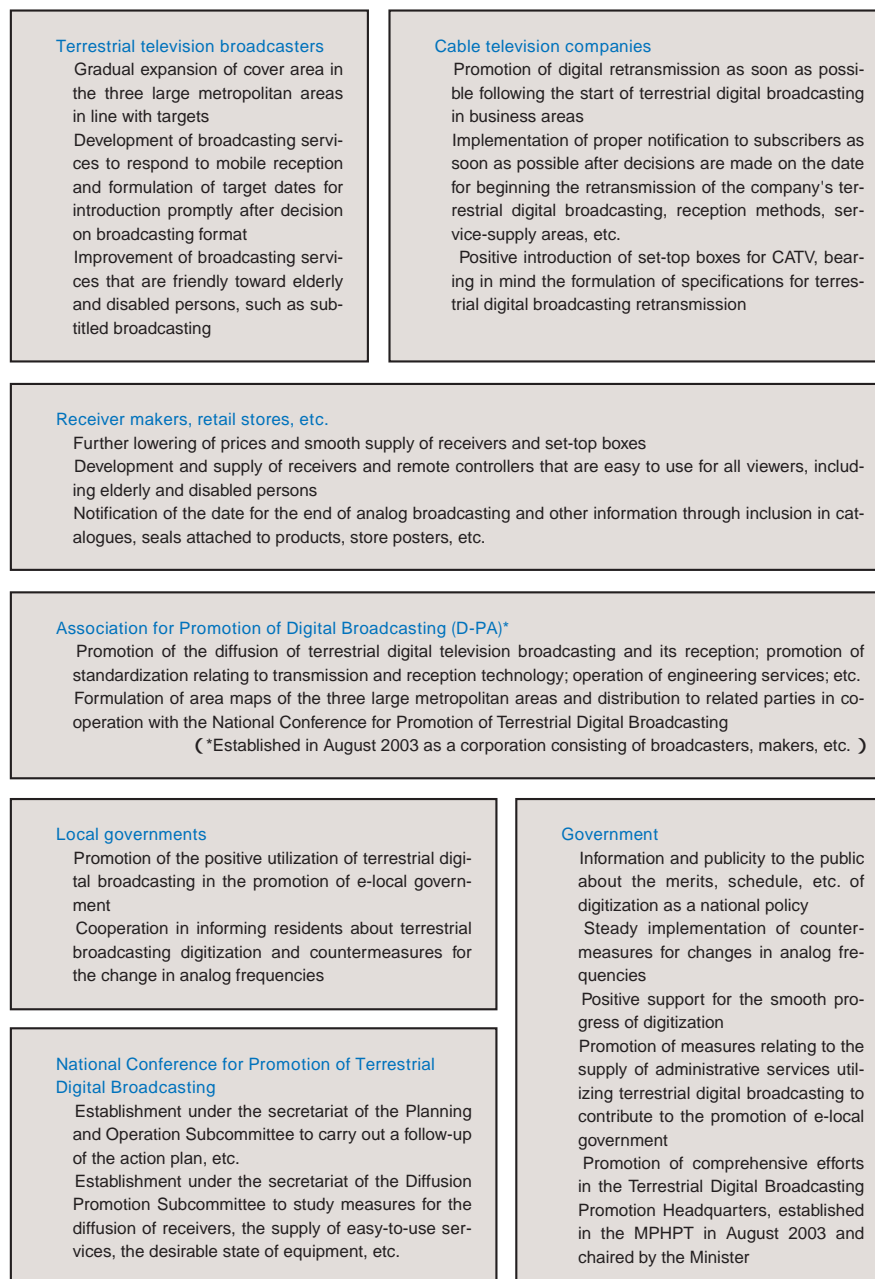 Terrestrial television broadcasters
Gradual expansion of cover area in
the three large metropolitan areas
in line with targets
Development of broadcasting servi-
ces to respond to mobile reception
and formulation of target dates for
introduction promptly after decision
on broadcasting format
Improvement of broadcasting servi-
ces that are friendly toward elderly
and disabled persons, such as sub-
titled broadcasting
Cable television companies
Promotion of digital retransmission as soon as possi-
ble following the start of terrestrial digital broadcasting
in business areas
Implementation of proper notification to subscribers as
soon as possible after decisions are made on the date
for beginning the retransmission of the company's ter-
restrial digital broadcasting, reception methods, ser-
vice-supply areas, etc.
Positive introduction of set-top boxes for CATV, bear-
ing in mind the formulation of specifications for terres-
trial digital broadcasting retransmission
Receiver makers, retail stores, etc.
Further lowering of prices and smooth supply of receivers and set-top boxes
Development and supply of receivers and remote controllers that are easy to use for all viewers, includ-
ing elderly and disabled persons
Notification of the date for the end of analog broadcasting and other information through inclusion in cat-
alogues, seals attached to products, store posters, etc.
Association for Promotion of Digital Broadcasting (D-PA)*
Promotion of the diffusion of terrestrial digital television broadcasting and its reception; promotion of
standardization relating to transmission and reception technology; operation of engineering services; etc.
Formulation of area maps of the three large metropolitan areas and distribution to related parties in co-
operation with the National Conference for Promotion of Terrestrial Digital Broadcasting
(*Established in August 2003 as a corporation consisting of broadcasters, makers, etc. )
Local governments
Promotion of the positive utilization of terrestrial digi-
tal broadcasting in the promotion of e-local govern-
ment
Cooperation in informing residents about terrestrial
broadcasting digitization and countermeasures for
the change in analog frequencies
National Conference for Promotion of Terrestrial
Digital Broadcasting
Establishment under the secretariat of the Planning
and Operation Subcommittee to carry out a follow-up
of the action plan, etc.
Establishment under the secretariat of the Diffusion
Promotion Subcommittee to study measures for the
diffusion of receivers, the supply of easy-to-use ser-
vices, the desirable state of equipment, etc.
Government
Information and publicity to the public
about the merits, schedule, etc. of
digitization as a national policy
Steady implementation of counter-
measures for changes in analog fre-
quencies
Positive support for the smooth pro-
gress of digitization
Promotion of measures relating to the
supply of administrative services util-
izing terrestrial digital broadcasting to
contribute to the promotion of e-local
government
Promotion of comprehensive efforts
in the Terrestrial Digital Broadcasting
Promotion Headquarters, established
in the MPHPT in August 2003 and
chaired by the Minister